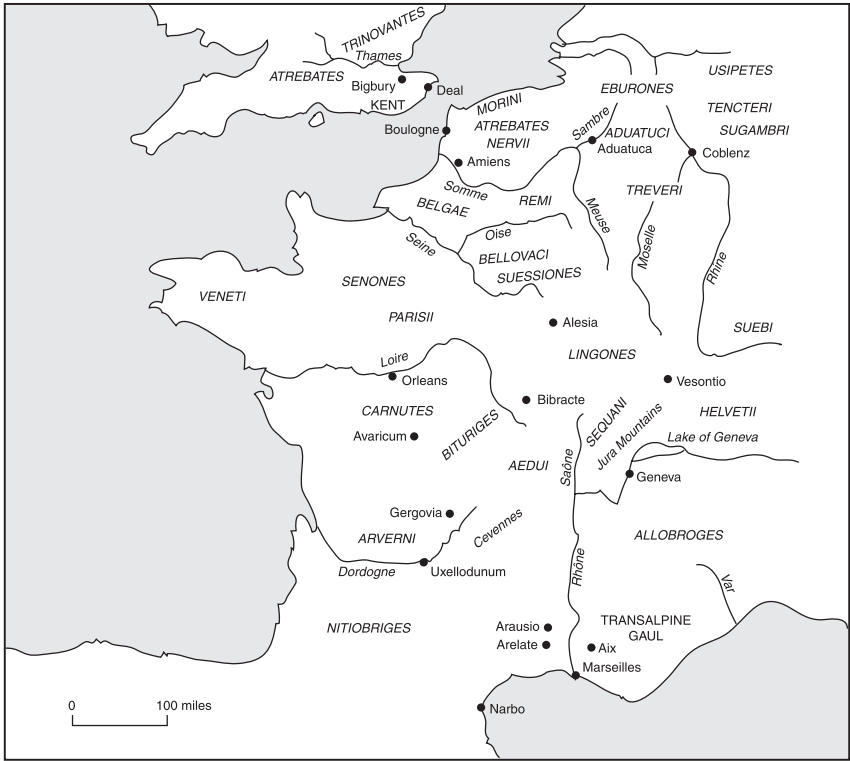 TRINOVANTES
Thames
ATREBATES
Bigbury
Deal
KENT
USIPETES
EBURONES
MORINI
TENCTERI
Boulogne
ATREBATES
NERVII
Sambre
ADUATUCI
SUGAMBRI
Aduatuca
Coblenz
Amiens
Somme
REMI
TREVERI
BELGAE
Meuse
Moselle
Rhine
Seine
Oise
BELLOVACI
SUESSIONES
SENONES
VENETI
PARISII
Alesia
SUEBI
LINGONES
Loire
Orleans
Vesontio
Bibracte
CARNUTES
BITURIGES
SEQUANI
Jura Mountains
HELVETII
Avaricum
Lake of Geneva
AEDUI
Saône
Geneva
Gergovia
Cevennes
ARVERNI
ALLOBROGES
Dordogne
Uxellodunum
Rhône
Var
NITIOBRIGES
Arausio
TRANSALPINE
GAUL
Arelate
Aix
Marseilles
0 100 miles
Narbo